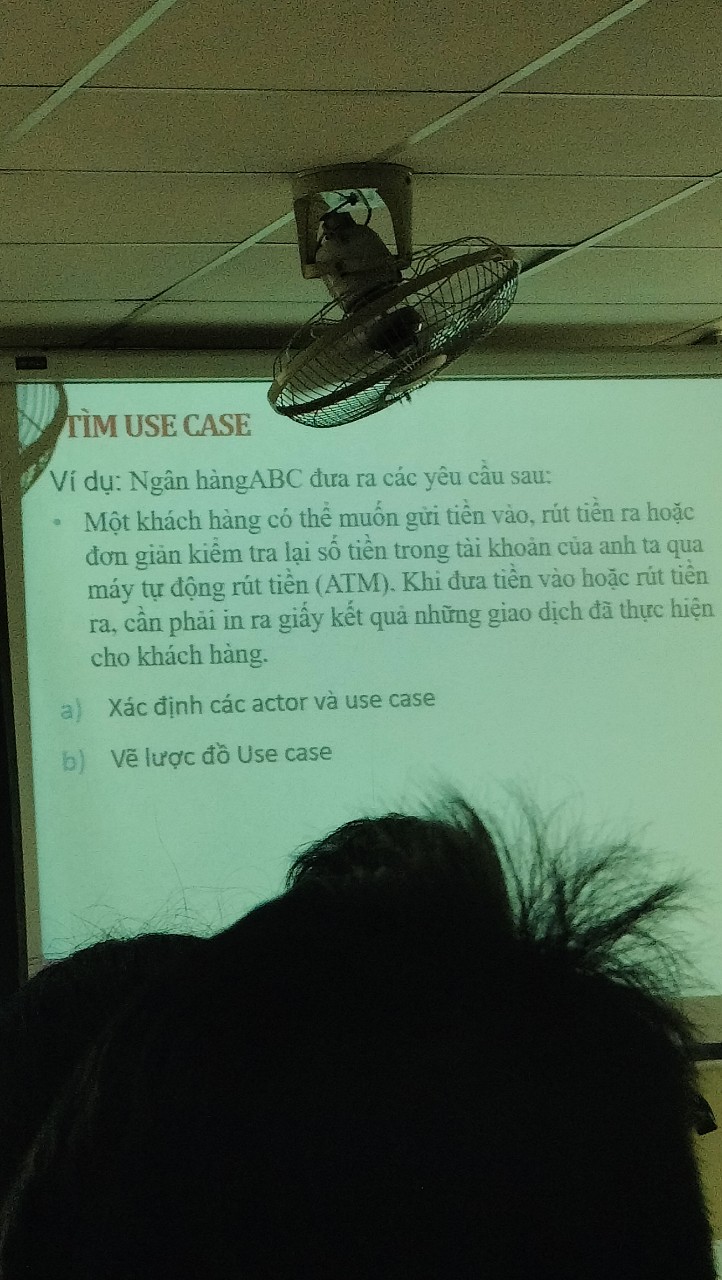 TÌM USE CASE
Ví dụ: Ngân hàngABC đưa ra các yêu cầu sau:
• Một khách hàng có thể muốn gửi tiền vào, rút tiền ra hoặc
đơn giản kiểm tra lại số tiền trong tài khoản của anh ta qua
máy tự động rút tiền (ATM). Khi đưa tiền vào hoặc rút tiền
ra, cần phải in ra giấy kết quả những giao dịch đã thực hiện
cho khách hàng.
a) Xác định các actor và use case
b) Vẽ lược đồ Use case